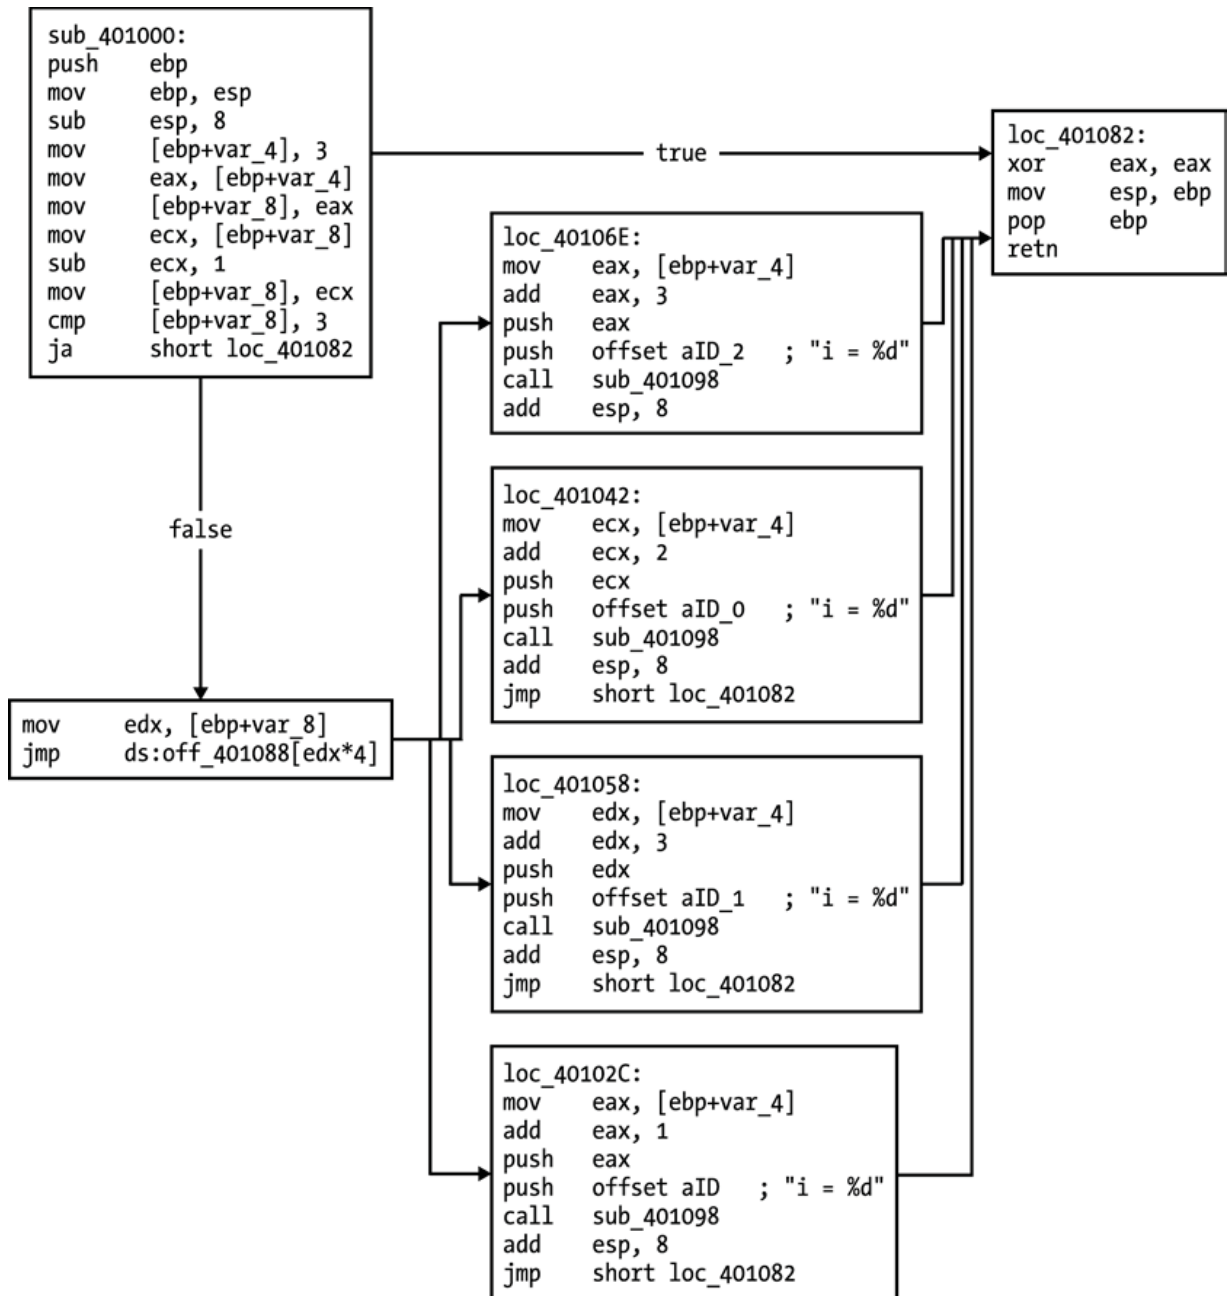 sub_401000:
push ebp
mov ebp, esp
sub esp, 8
mov [ebp+var_4], 3
mov eax, [ebp+var_4]
mov [ebp+var_8], eax
mov ecx, [ebp+var_8]
sub ecx, 1
mov [ebp+var_8], ecx
cmp [ebp+var_8], 3
ja short loc_401082
true
loc_401082:
xor eax, eax
mov esp, ebp
pop ebp
retn
false
mov edx, [ebp+var_8]
jmp ds:off_401088[edx*4]
loc_40106E:
mov eax, [ebp+var_4]
add eax, 3
push eax
push offset aID_2 ; "i = %d"
call sub_401098
add esp, 8
loc_401042:
mov ecx, [ebp+var_4]
add ecx, 2
push ecx
push offset aID_0 ; "i = %d"
call sub_401098
add esp, 8
jmp short loc_401082
loc_401058:
mov edx, [ebp+var_4]
add edx, 3
push edx
push offset aID_1 ; "i = %d"
call sub_401098
add esp, 8
jmp short loc_401082
loc_40102C:
mov eax, [ebp+var_4]
add eax, 1
push eax
push offset aID ; "i = %d"
call sub_401098
add esp, 8
jmp short loc_401082